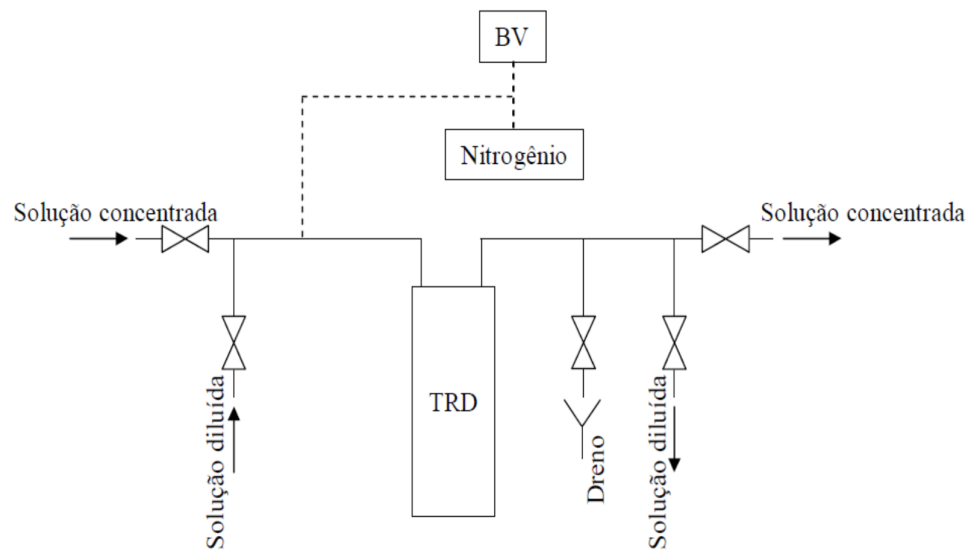 BV
Nitrogênio
Solução concentrada
Solução concentrada
Solução diluída
TRD
Dreno
Solução diluída